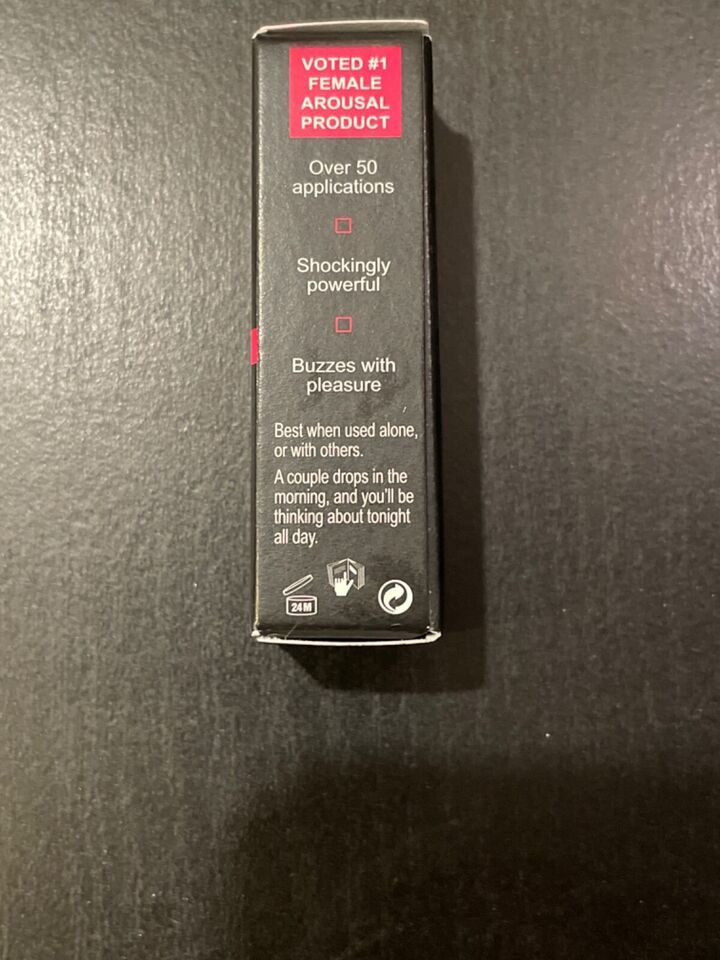 VOTED #1
FEMALE
AROUSAL
PRODUCT
Over 50
applications
Shockingly
powerful
Buzzes with
pleasure
Best when used alone,
or with others.
A couple drops in the
morning, and you'll be
thinking about tonight
all day.
24M